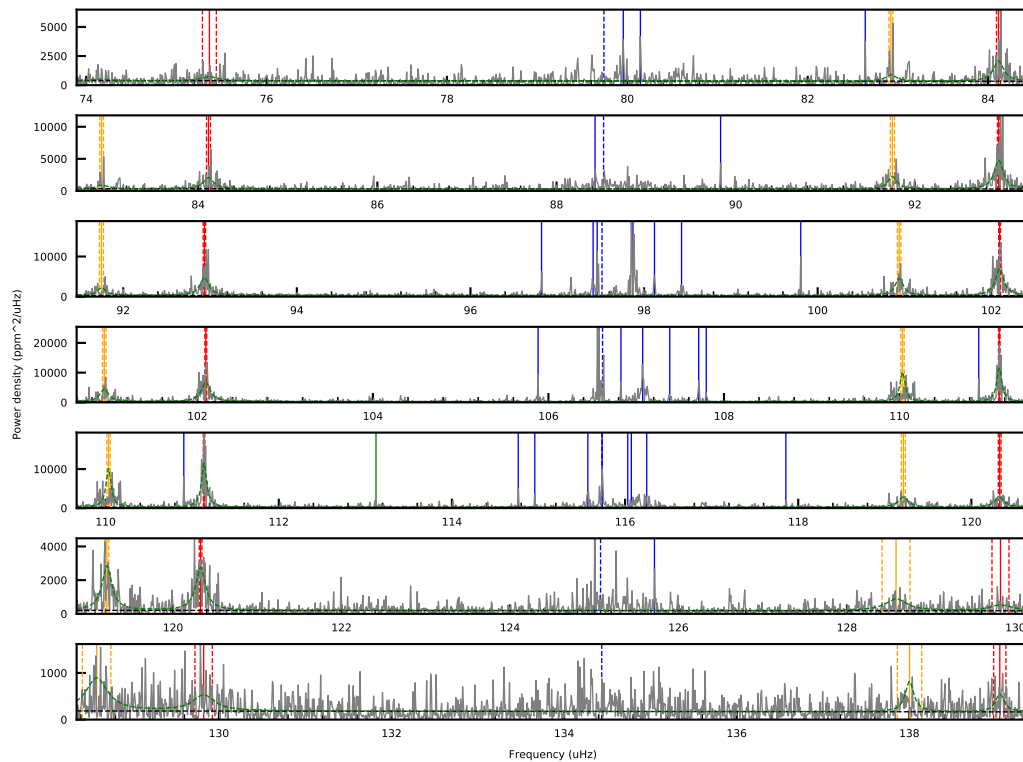 5000
2500
0
74 76 78 80 82 84
10000
5000
0
84 86 88 90 92
10000
0
92 94 96 98 100 102
20000
10000
0
102 104 106 108 110
10000
0
110 112 114 116 118 120
4000
2000
0
120 122 124 126 128 130
1000
0
130 132 134 136 138
Power density (ppm^2/uHz)
Frequency (uHz)